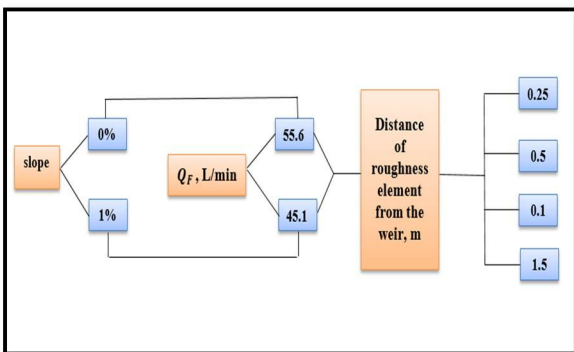 slope
0%
1%
Q_F , L/min
55.6
45.1
Distance
of
roughness
element
from the
weir, m
0.25
0.5
0.1
1.5